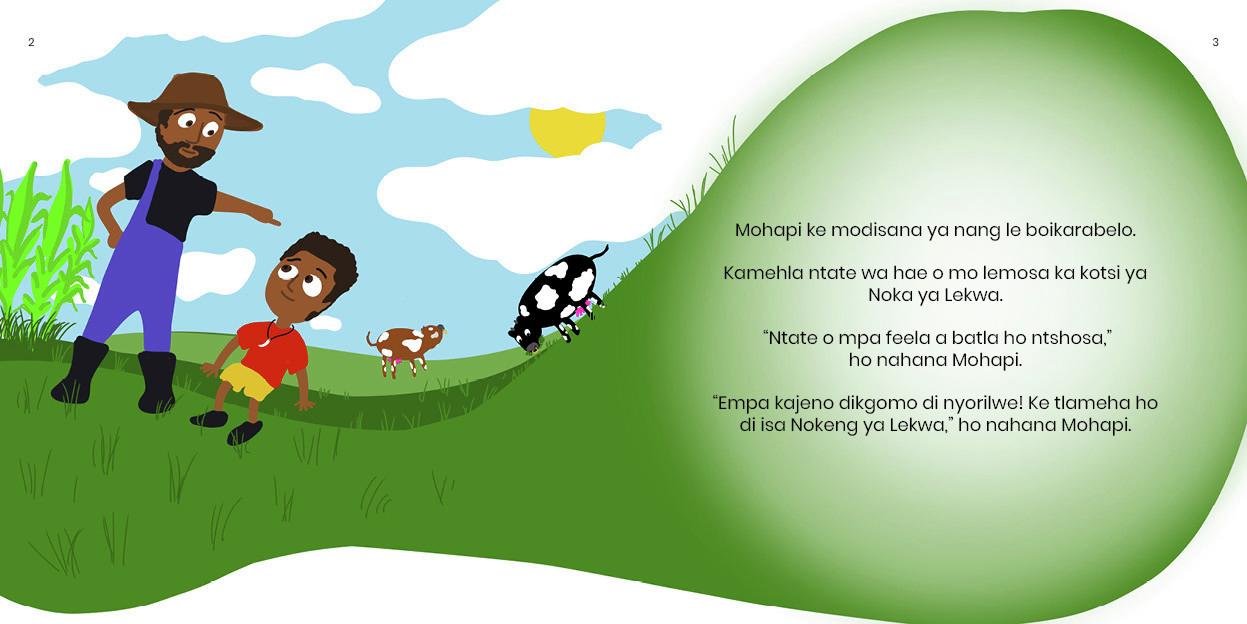 2
3
Mohapi ke modisana ya nang le boikarabelo.
Kamehla ntate wa hae o mo lemosa ka kotsi ya
Noka ya Lekwa.
“Ntate o mpa feela a batla ho ntshosa,”
ho nahana Mohapi.
“Empa kajeno dikgomo di nyorilwe! Ke tlameha ho
di isa Nokeng ya Lekwa,” ho nahana Mohapi.